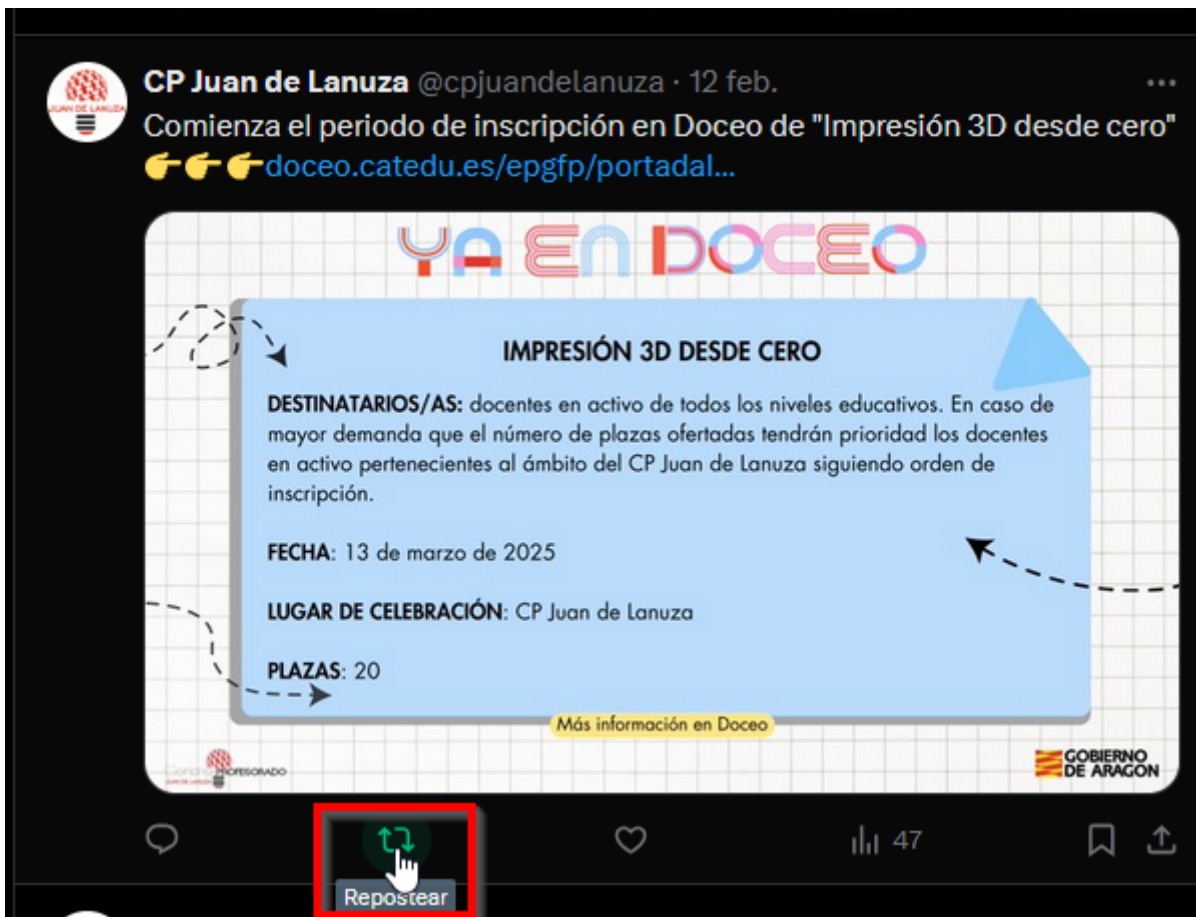 CP Juan de Lanuza @cpjuandelanuza · 12 feb.
Comienza el periodo de inscripción en Doceo de "Impresión 3D desde cero"
👉👉👉doceo.catedu.es/epgfp/portadal...
YA EN DOCEO
IMPRESIÓN 3D DESDE CERO
DESTINATARIOS/AS: docentes en activo de todos los niveles educativos. En caso de
mayor demanda que el número de plazas ofertadas tendrán prioridad los docentes
en activo pertenecientes al ámbito del CP Juan de Lanuza siguiendo orden de
inscripción.
FECHA: 13 de marzo de 2025
LUGAR DE CELEBRACIÓN: CP Juan de Lanuza
PLAZAS: 20
Más información en Doceo
PROFESORADO
GOBIERNO
DE ARAGON
47
Repostear